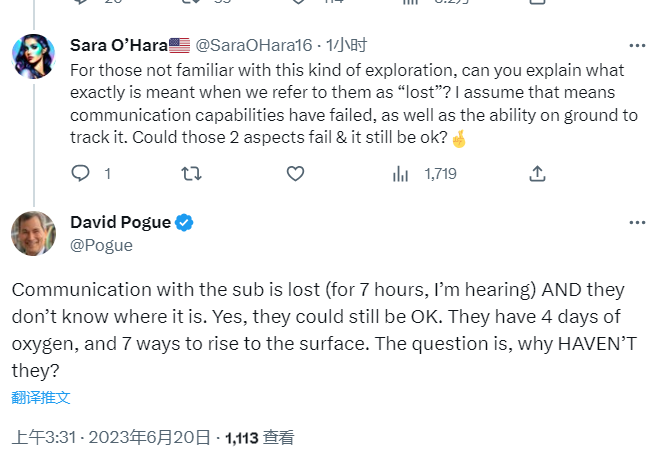 Sara O’Hara🇺🇸 @SaraOHara16 · 1小时
For those not familiar with this kind of exploration, can you explain what
exactly is meant when we refer to them as “lost”? I assume that means
communication capabilities have failed, as well as the ability on ground to
track it. Could those 2 aspects fail & it still be ok?🤞
1 1,719
David Pogue
@Pogue
Communication with the sub is lost (for 7 hours, I’m hearing) AND they
don’t know where it is. Yes, they could still be OK. They have 4 days of
oxygen, and 7 ways to rise to the surface. The question is, why HAVEN’T
they?
翻译推文
上午3:31 · 2023年6月20日 · 1,113 查看